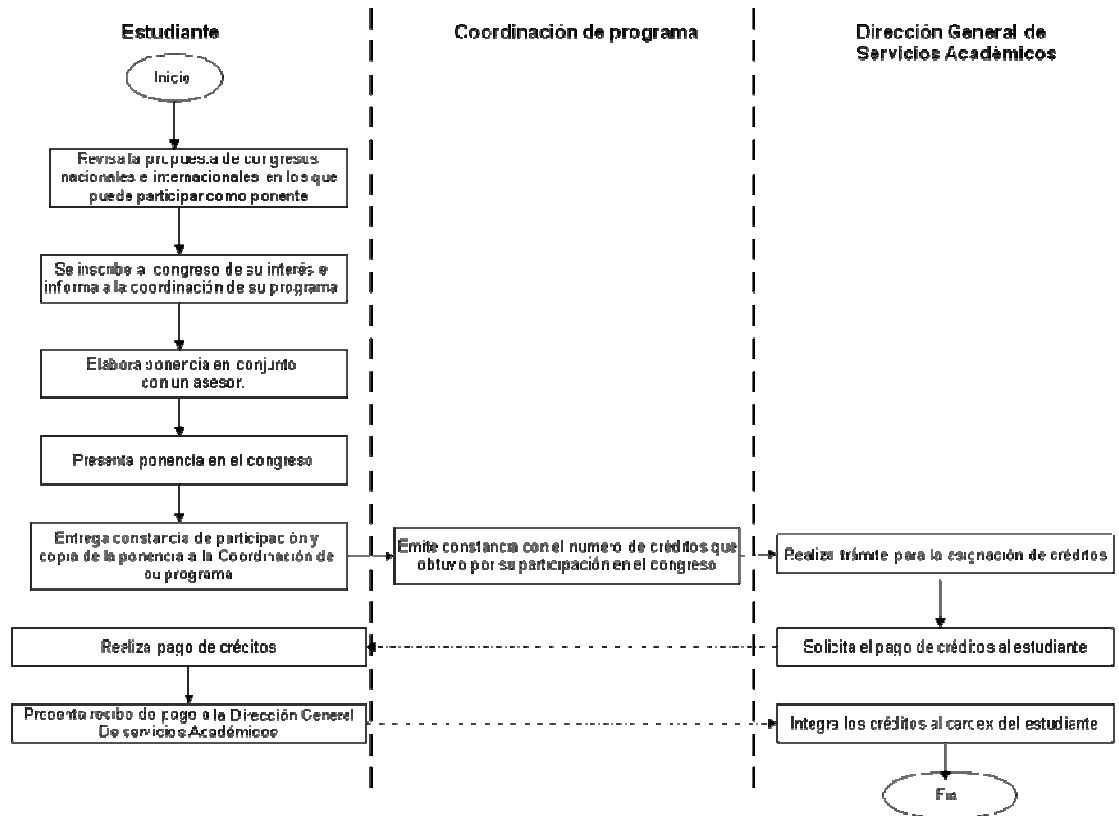 Estudiante
Coordinación de programa
Dirección General de
Servicios Académicos
Inicio
Revisa la propuesta de congresos
nacionales e internacionales en los que
puede participar como ponente
Se inscribe al congreso de su interés e
informa a la coordinación de su programa
Elabora ponencia en conjunto
con un asesor.
Presenta ponencia en el congreso
Entrega constancia de participación y
copia de la ponencia a la Coordinación de
su programa
Emite constancia con el numero de créditos que
obtuvo por su participación en el congreso
Realiza trámite para la asignación de créditos
Solicita el pago de créditos al estudiante
Realiza pago de créditos
Presenta recibo de pago a la Dirección General
De servicios Académicos
Integra los créditos al cardex del estudiante
Fin